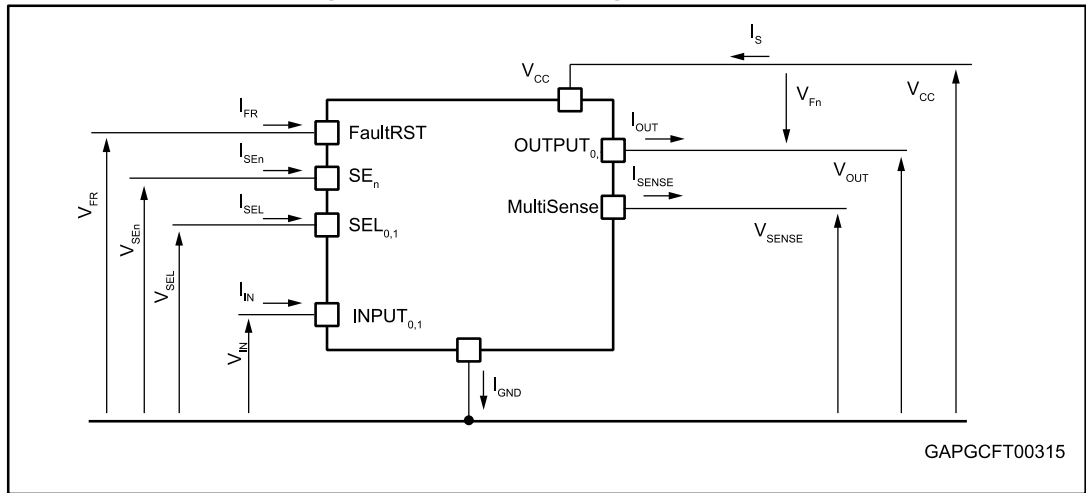 I_S
V_CC
V_Fn
V_CC
I_FR
FaultRST
I_OUT
OUTPUT_0,
I_SEn
SE_n
V_OUT
I_SENSE
MultiSense
V_FR
I_SEL
SEL_0,1
V_SEn
V_SENSE
V_SEL
I_IN
INPUT_0,1
V_IN
I_GND
GAPGCFT00315